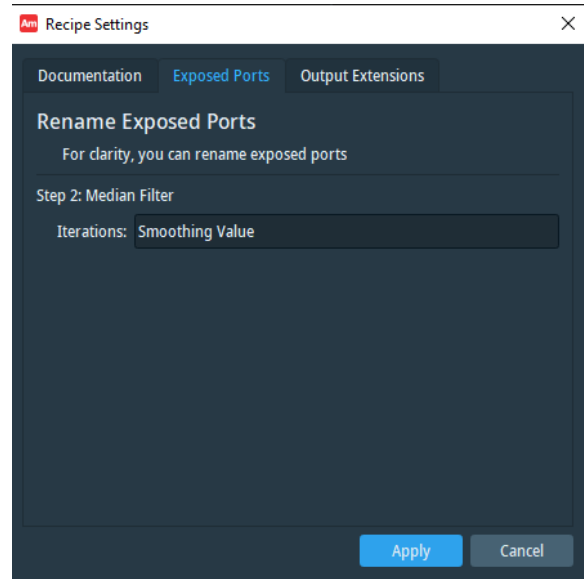 Am Recipe Settings
Documentation Exposed Ports Output Extensions
Rename Exposed Ports
For clarity, you can rename exposed ports
Step 2: Median Filter
Iterations: Smoothing Value
Apply Cancel